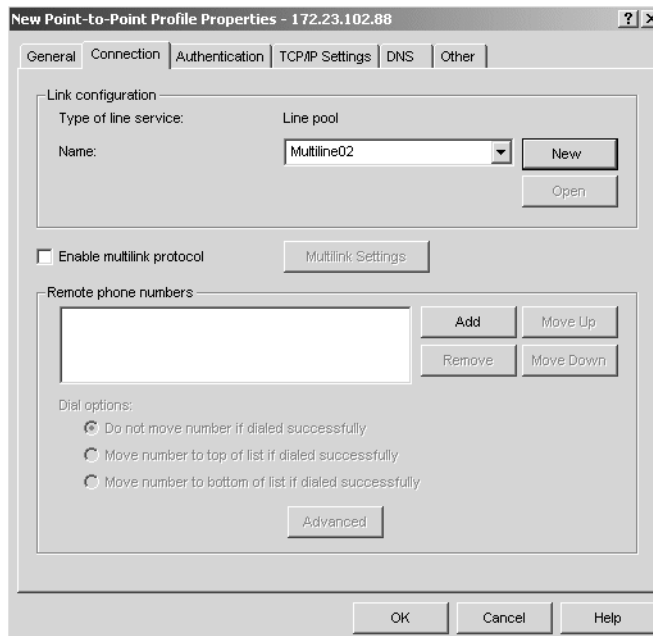 New Point-to-Point Profile Properties - 172.23.102.88
General Connection Authentication TCP/IP Settings DNS Other
Link configuration
Type of line service: Line pool
Name: Multiline02 New
Open
Enable multilink protocol Multilink Settings
Remote phone numbers
Add Move Up
Remove Move Down
Dial options:
Do not move number if dialed successfully
Move number to top of list if dialed successfully
Move number to bottom of list if dialed successfully
Advanced
OK Cancel Help